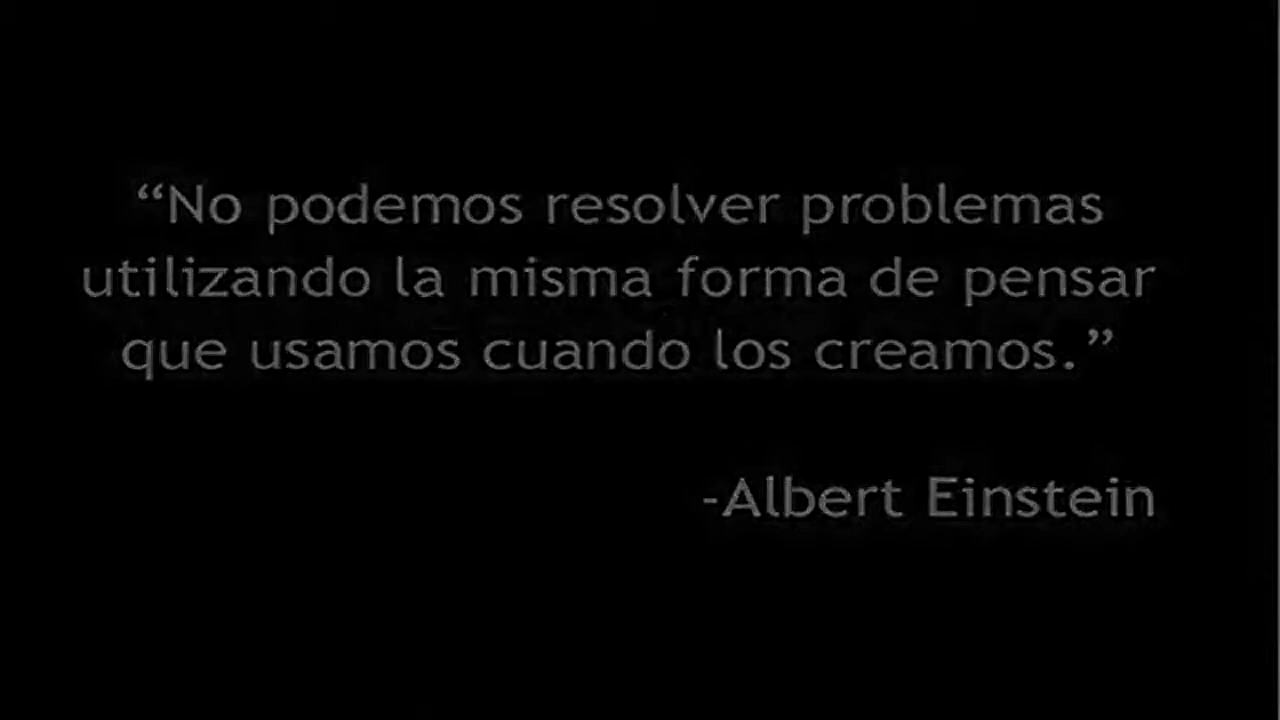 “No podemos resolver problemas
utilizando la misma forma de pensar
que usamos cuando los creamos.”
-Albert Einstein